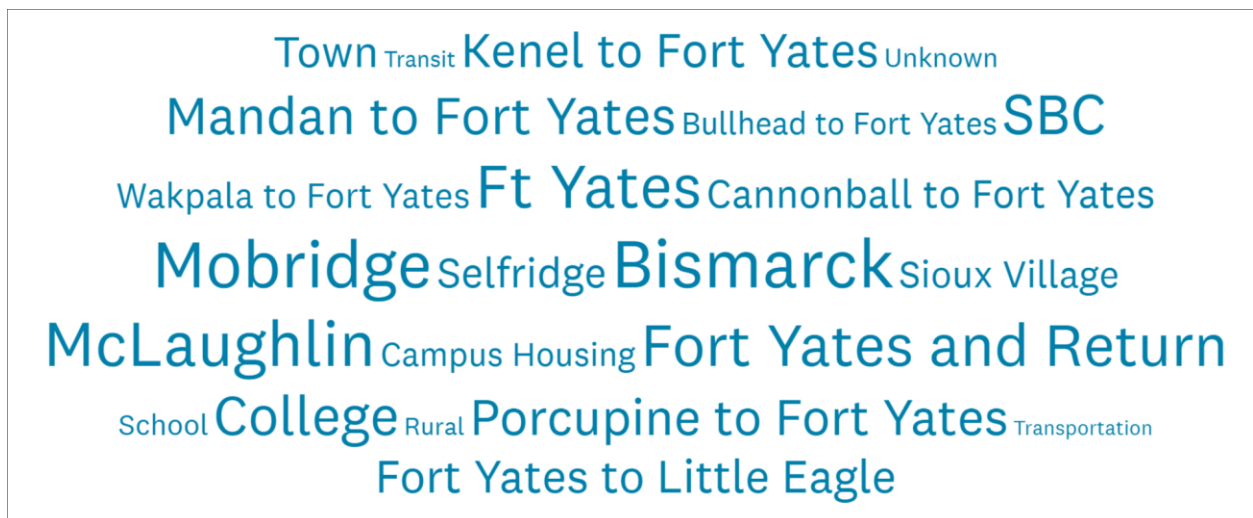 Town Transit Kenel to Fort Yates Unknown
Mandan to Fort Yates Bullhead to Fort Yates SBC
Wakpala to Fort Yates Ft Yates Cannonball to Fort Yates
Mobridge Selfridge Bismarck Sioux Village
McLaughlin Campus Housing Fort Yates and Return
School College Rural Porcupine to Fort Yates Transportation
Fort Yates to Little Eagle